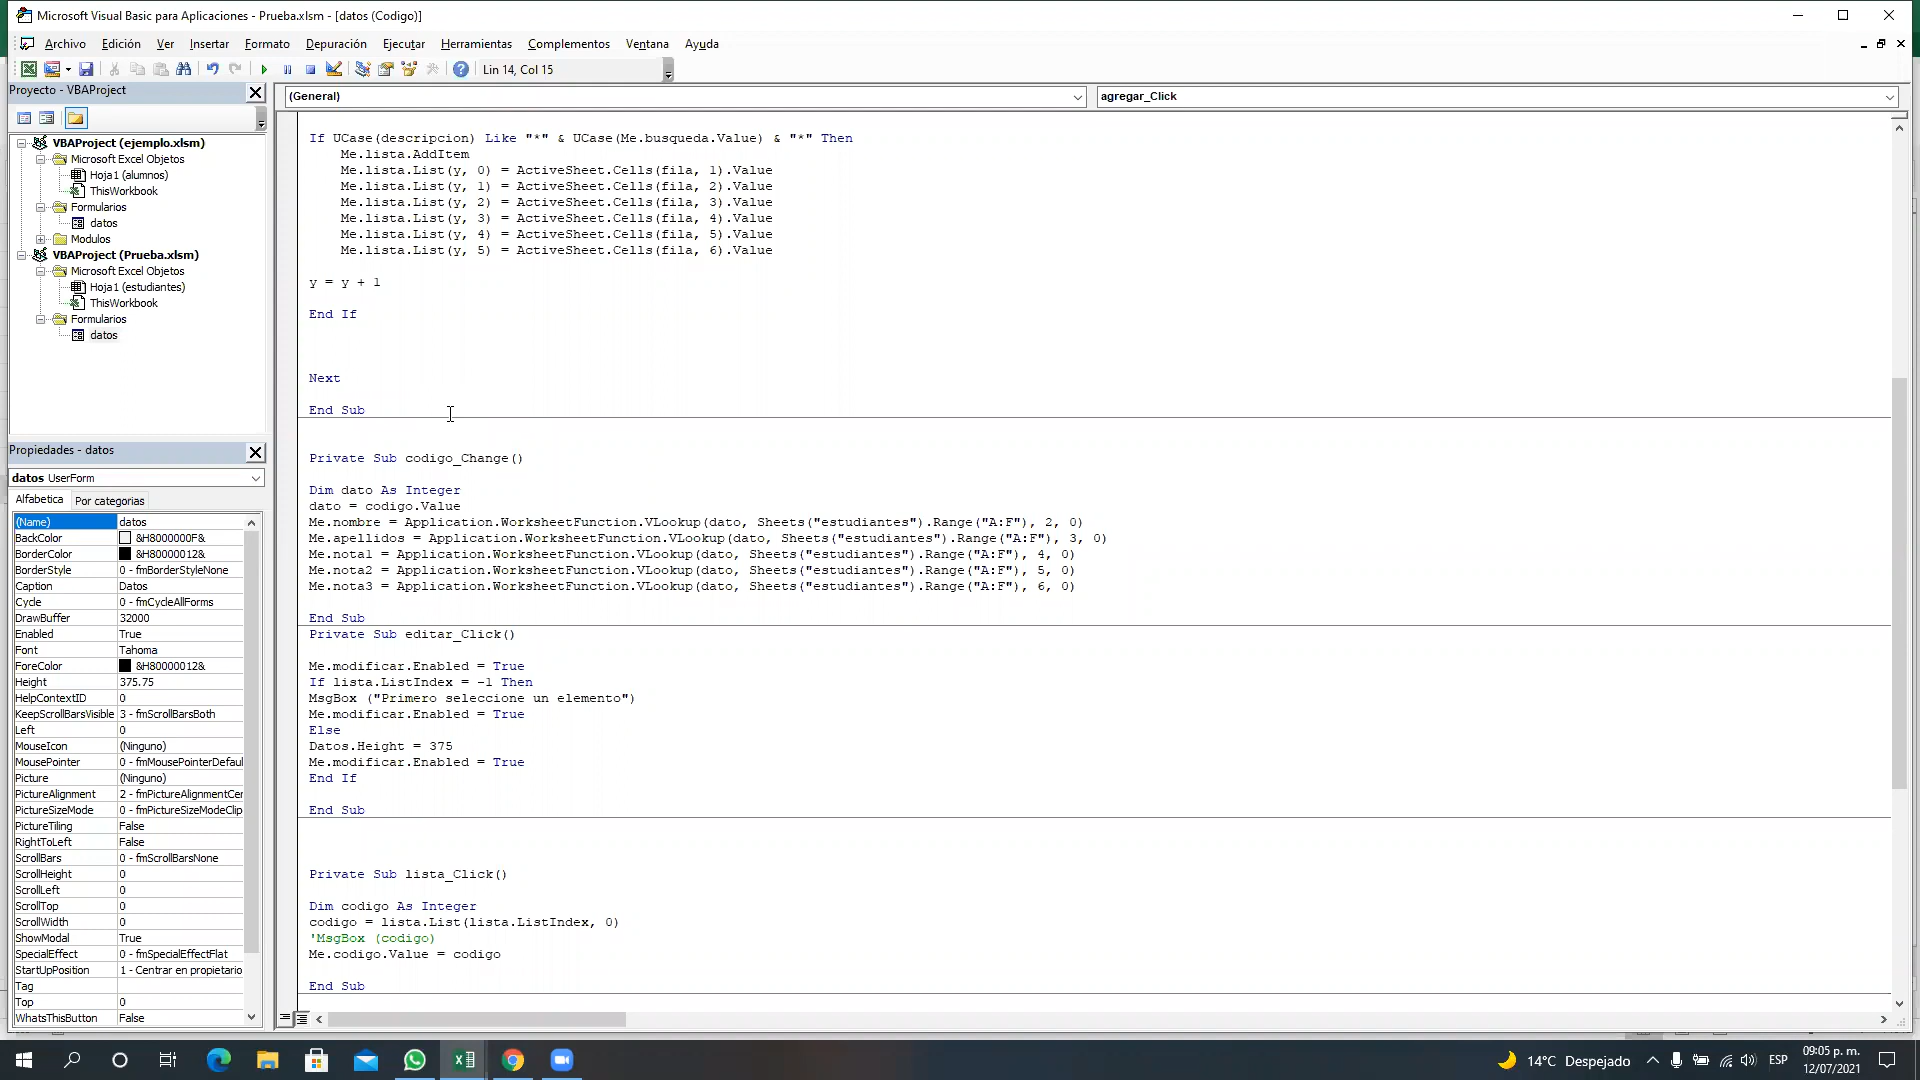 Microsoft Visual Basic para Aplicaciones - Prueba.xlsm - [datos (Codigo)]
Archivo Edición Ver Insertar Formato Depuración Ejecutar Herramientas Complementos Ventana Ayuda
Lin 14, Col 15
Proyecto - VBAProject
(General)
agregar_Click
VBAProject (ejemplo.xlsm)
Microsoft Excel Objetos
Hoja1 (alumnos)
ThisWorkbook
Formularios
datos
Modulos
VBAProject (Prueba.xlsm)
Microsoft Excel Objetos
Hoja1 (estudiantes)
ThisWorkbook
Formularios
datos
Propiedades - datos
datos UserForm
Alfabetica Por categorias
(Name) datos
BackColor &H8000000F&
BorderColor &H80000012&
BorderStyle 0 - fmBorderStyleNone
Caption Datos
Cycle 0 - fmCycleAllForms
DrawBuffer 32000
Enabled True
Font Tahoma
ForeColor &H80000012&
Height 375.75
HelpContextID 0
KeepScrollBarsVisible 3 - fmScrollBarsBoth
Left 0
MouseIcon (Ninguno)
MousePointer 0 - fmMousePointerDefaul
Picture (Ninguno)
PictureAlignment 2 - fmPictureAlignmentCer
PictureSizeMode 0 - fmPictureSizeModeClip
PictureTiling False
RightToLeft False
ScrollBars 0 - fmScrollBarsNone
ScrollHeight 0
ScrollLeft 0
ScrollTop 0
ScrollWidth 0
ShowModal True
SpecialEffect 0 - fmSpecialEffectFlat
StartUpPosition 1 - Centrar en propietario
Tag
Top 0
WhatsThisButton False
If UCase(descripcion) Like "*" & UCase(Me.busqueda.Value) & "*" Then
Me.lista.AddItem
Me.lista.List(y, 0) = ActiveSheet.Cells(fila, 1).Value
Me.lista.List(y, 1) = ActiveSheet.Cells(fila, 2).Value
Me.lista.List(y, 2) = ActiveSheet.Cells(fila, 3).Value
Me.lista.List(y, 3) = ActiveSheet.Cells(fila, 4).Value
Me.lista.List(y, 4) = ActiveSheet.Cells(fila, 5).Value
Me.lista.List(y, 5) = ActiveSheet.Cells(fila, 6).Value
y = y + 1
End If
Next
End Sub
Private Sub codigo_Change()
Dim dato As Integer
dato = codigo.Value
Me.nombre = Application.WorksheetFunction.VLookup(dato, Sheets("estudiantes").Range("A:F"), 2, 0)
Me.apellidos = Application.WorksheetFunction.VLookup(dato, Sheets("estudiantes").Range("A:F"), 3, 0)
Me.nota1 = Application.WorksheetFunction.VLookup(dato, Sheets("estudiantes").Range("A:F"), 4, 0)
Me.nota2 = Application.WorksheetFunction.VLookup(dato, Sheets("estudiantes").Range("A:F"), 5, 0)
Me.nota3 = Application.WorksheetFunction.VLookup(dato, Sheets("estudiantes").Range("A:F"), 6, 0)
End Sub
Private Sub editar_Click()
Me.modificar.Enabled = True
If lista.ListIndex = -1 Then
MsgBox ("Primero seleccione un elemento")
Me.modificar.Enabled = True
Else
Datos.Height = 375
Me.modificar.Enabled = True
End If
End Sub
Private Sub lista_Click()
Dim codigo As Integer
codigo = lista.List(lista.ListIndex, 0)
'MsgBox (codigo)
Me.codigo.Value = codigo
End Sub
14°C Despejado
ESP
09:05 p. m.
12/07/2021